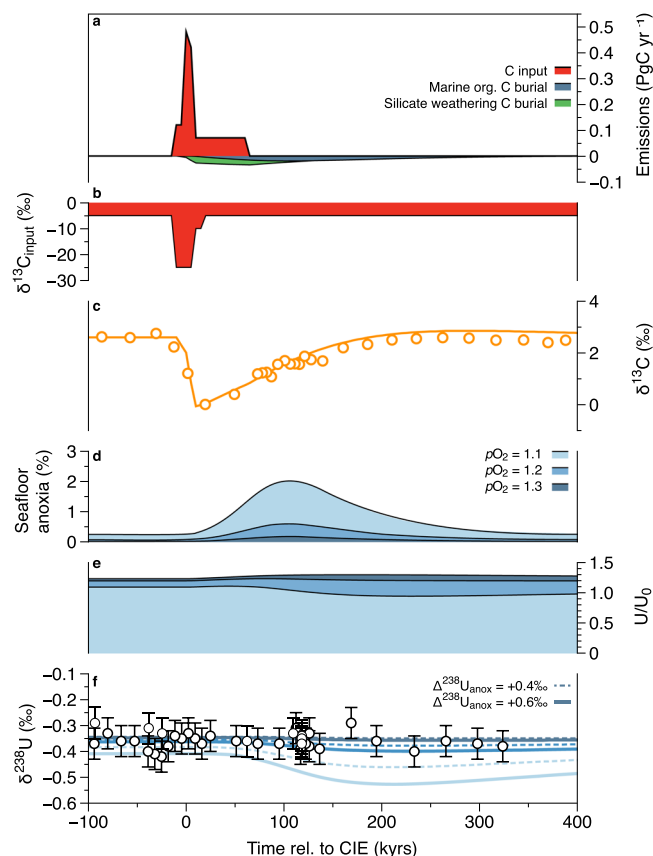 a
0.5
0.4
0.3
0.2
0.1
0
−0.1
Emissions (PgC yr⁻¹)
C input
Marine org. C burial
Silicate weathering C burial
b
0
−10
−20
−30
δ¹³C_input (‰)
c
4
2
0
δ¹³C (‰)
d
3
2
1
0
Seafloor
anoxia (%)
pO₂ = 1.1
pO₂ = 1.2
pO₂ = 1.3
e
1.5
1.0
0.5
0
U/U₀
f
−0.1
−0.2
−0.3
−0.4
−0.5
−0.6
δ²³⁸U (‰)
Δ²³⁸U_anox = +0.4‰
Δ²³⁸U_anox = +0.6‰
−100 0 100 200 300 400
Time rel. to CIE (kyrs)